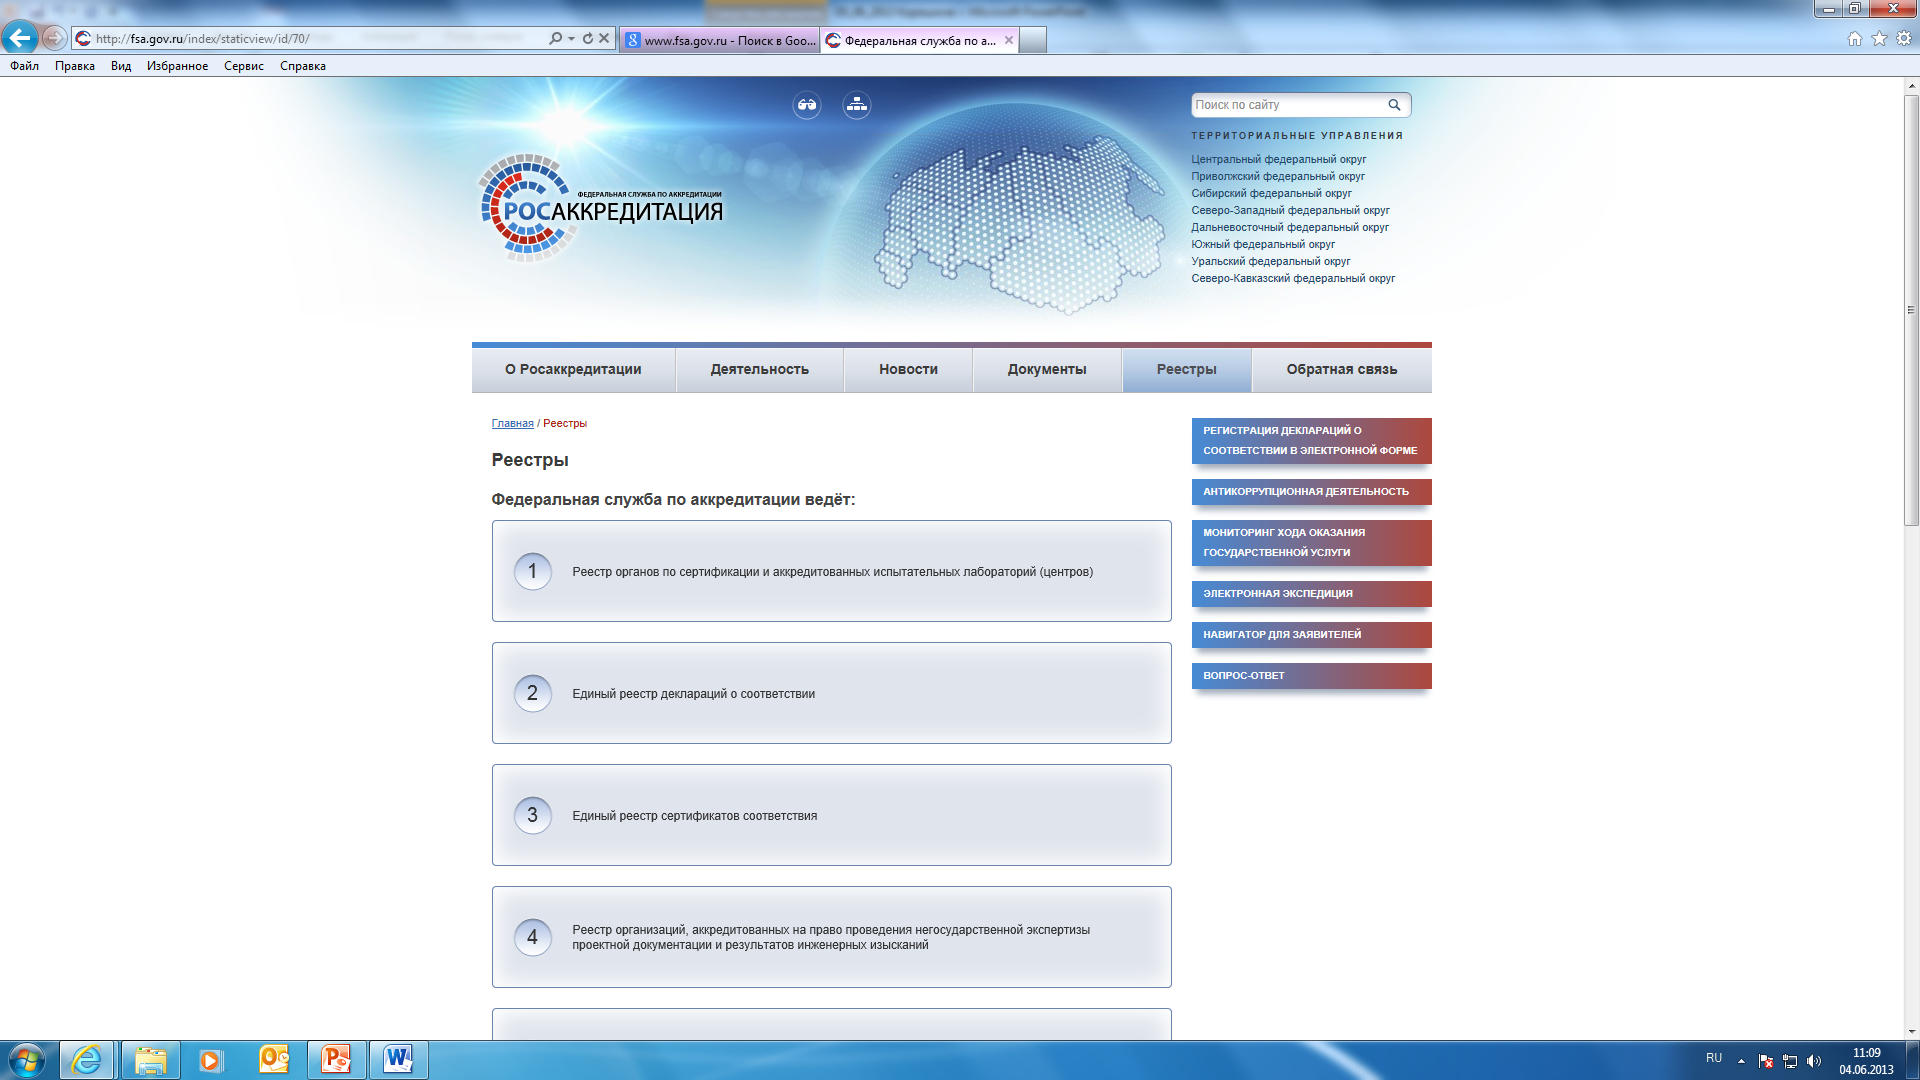 http://fsa.gov.ru/index/staticview/id/70/
www.fsa.gov.ru - Поиск в Goo...
Федеральная служба по а...
Файл Правка Вид Избранное Сервис Справка
Поиск по сайту
ТЕРРИТОРИАЛЬНЫЕ УПРАВЛЕНИЯ
Центральный федеральный округ
Приволжский федеральный округ
Сибирский федеральный округ
Северо-Западный федеральный округ
Дальневосточный федеральный округ
Южный федеральный округ
Уральский федеральный округ
Северо-Кавказский федеральный округ
ФЕДЕРАЛЬНАЯ СЛУЖБА ПО АККРЕДИТАЦИИ
РОСАККРЕДИТАЦИЯ
О Росаккредитации Деятельность Новости Документы Реестры Обратная связь
Главная / Реестры
Реестры
Федеральная служба по аккредитации ведёт:
1 Реестр органов по сертификации и аккредитованных испытательных лабораторий (центров)
2 Единый реестр деклараций о соответствии
3 Единый реестр сертификатов соответствия
4 Реестр организаций, аккредитованных на право проведения негосударственной экспертизы
проектной документации и результатов инженерных изысканий
РЕГИСТРАЦИЯ ДЕКЛАРАЦИЙ О
СООТВЕТСТВИИ В ЭЛЕКТРОННОЙ ФОРМЕ
АНТИКОРРУПЦИОННАЯ ДЕЯТЕЛЬНОСТЬ
МОНИТОРИНГ ХОДА ОКАЗАНИЯ
ГОСУДАРСТВЕННОЙ УСЛУГИ
ЭЛЕКТРОННАЯ ЭКСПЕДИЦИЯ
НАВИГАТОР ДЛЯ ЗАЯВИТЕЛЕЙ
ВОПРОС-ОТВЕТ
RU
11:09
04.06.2013